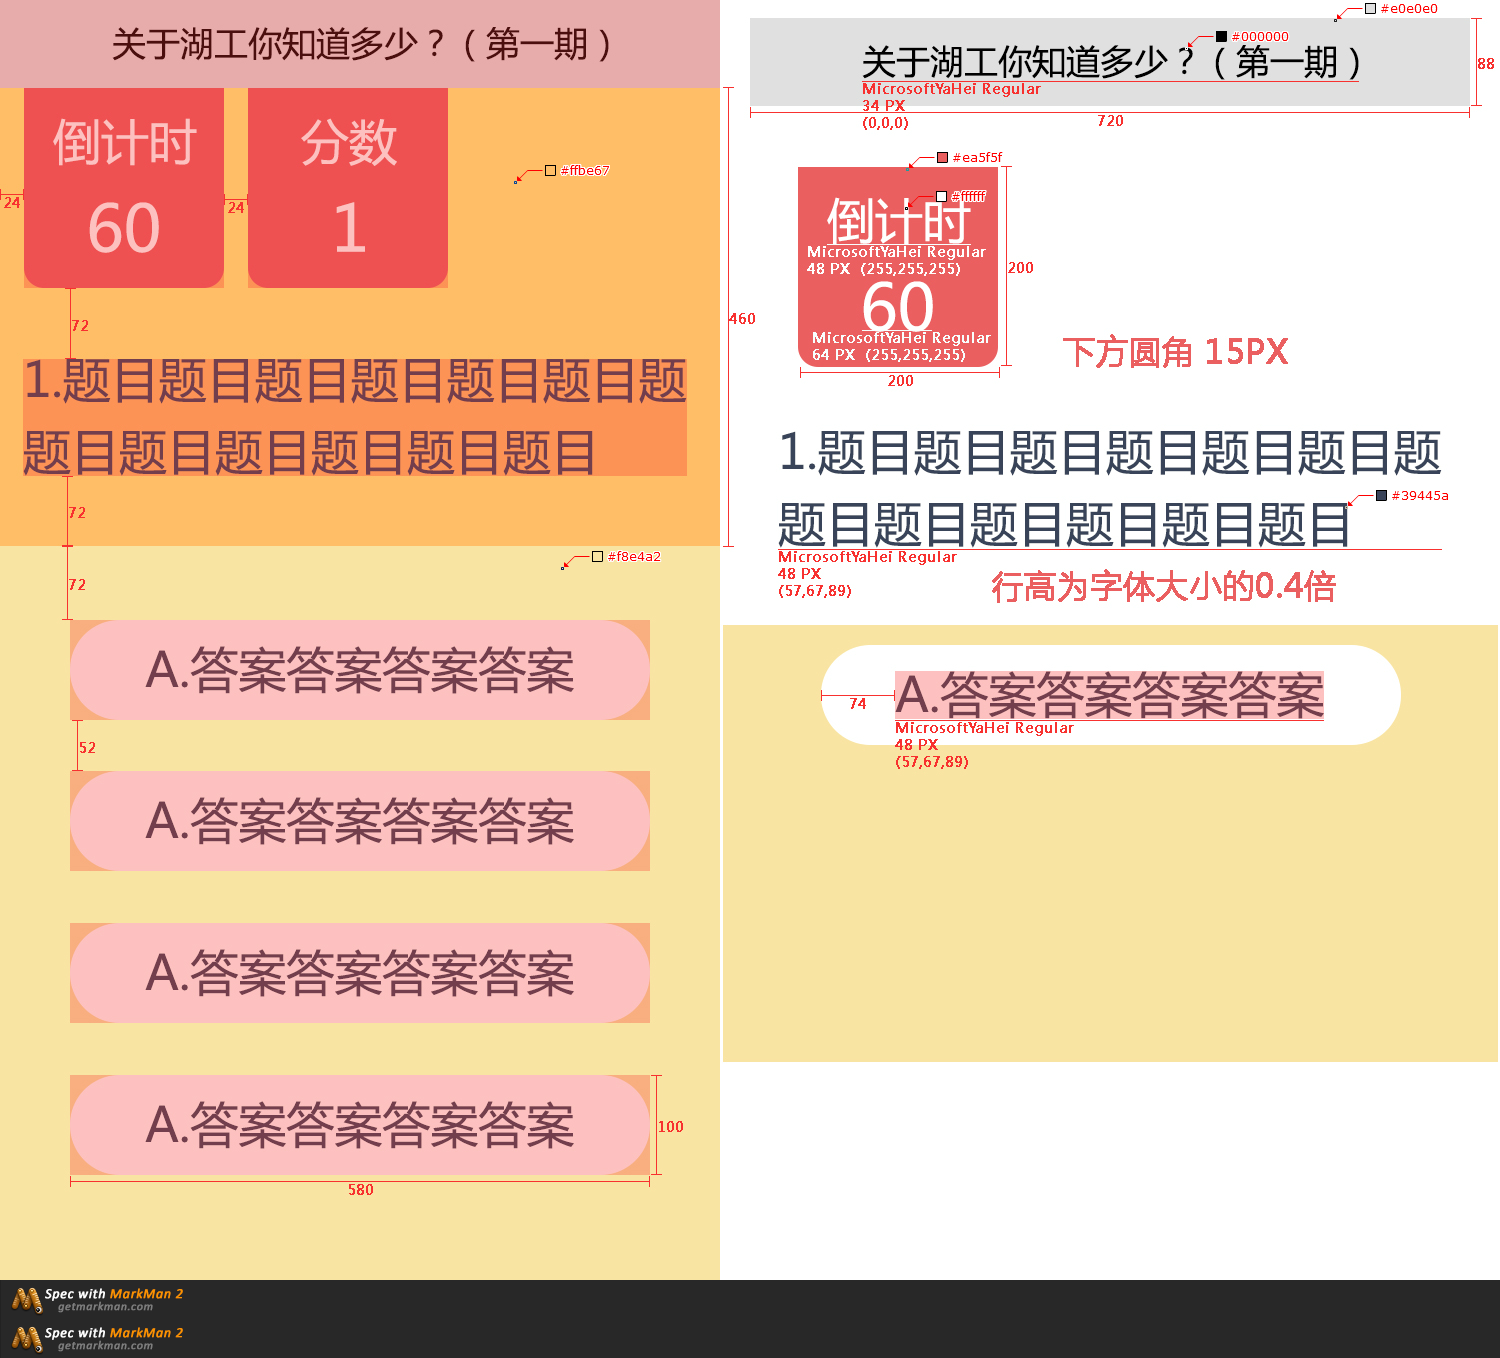 关于湖工你知道多少？（第一期）
倒计时
60
分数
1
#ffbe67
24
24
72
460
1.题目题目题目题目题目题目题
题目题目题目题目题目题目
72
72
#f8e4a2
A.答案答案答案答案
52
A.答案答案答案答案
A.答案答案答案答案
A.答案答案答案答案
100
580
#e0e0e0
#000000
关于湖工你知道多少？（第一期）
MicrosoftYaHei Regular
34 PX
(0,0,0)
88
720
#ea5f5f
#ffffff
倒计时
MicrosoftYaHei Regular
48 PX (255,255,255)
200
60
MicrosoftYaHei Regular
64 PX (255,255,255)
200
下方圆角 15PX
1.题目题目题目题目题目题目题
题目题目题目题目题目题目
#39445a
MicrosoftYaHei Regular
48 PX
(57,67,89)
行高为字体大小的0.4倍
A.答案答案答案答案
74
MicrosoftYaHei Regular
48 PX
(57,67,89)
Spec with MarkMan 2
getmarkman.com
Spec with MarkMan 2
getmarkman.com